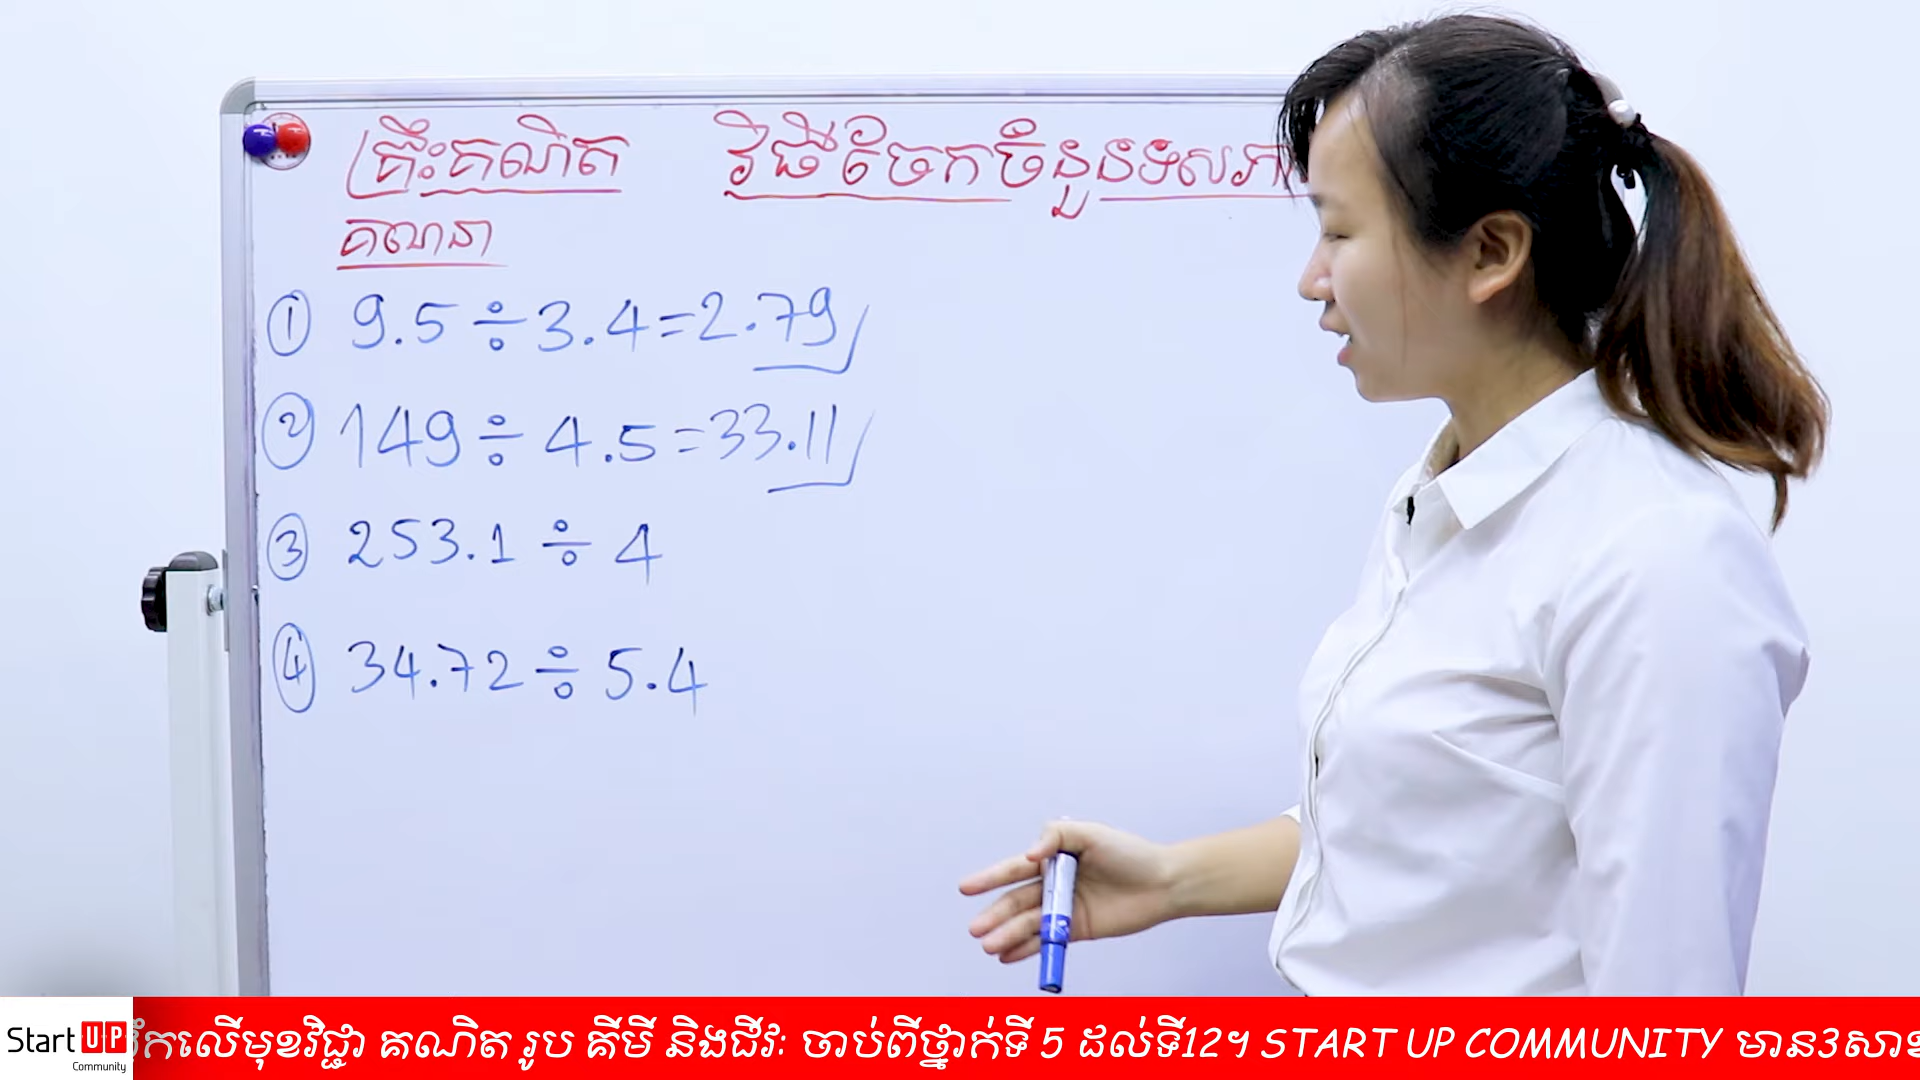 គ្រឹះគណិត វិធីចែកចំនួនទសភា
គណនា
① 9.5 ÷ 3.4 = 2.79
② 149 ÷ 4.5 = 33.11
③ 253.1 ÷ 4
④ 34.72 ÷ 5.4
Start UP
Community
លើមុខវិជ្ជា គណិត រូប គីមី និងជីវៈ ចាប់ពីថ្នាក់ទី 5 ដល់ទី12។ START UP COMMUNITY មាន3